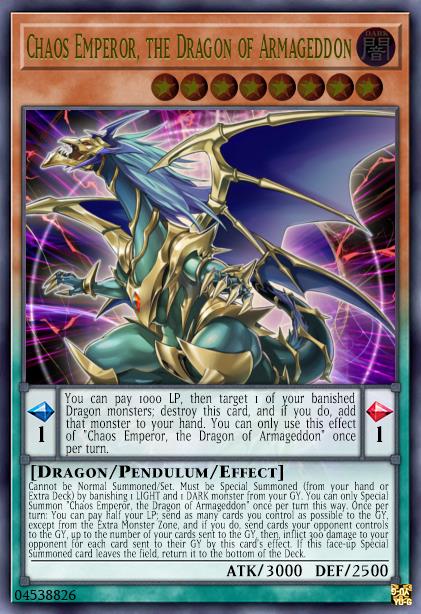 Chaos Emperor, the Dragon of Armageddon
DARK
闇
You can pay 1000 LP, then target 1 of your banished
Dragon monsters; destroy this card, and if you do, add
that monster to your hand. You can only use this effect
of "Chaos Emperor, the Dragon of Armageddon" once
per turn.
1
1
[Dragon/Pendulum/Effect]
Cannot be Normal Summoned/Set. Must be Special Summoned (from your hand or
Extra Deck) by banishing 1 LIGHT and 1 DARK monster from your GY. You can only Special
Summon "Chaos Emperor, the Dragon of Armageddon" once per turn this way. Once per
turn: You can pay half your LP; send as many cards you control as possible to the GY,
except from the Extra Monster Zone, and if you do, send cards your opponent controls
to the GY, up to the number of your cards sent to the GY, then, inflict 300 damage to your
opponent for each card sent to their GY by this card's effect. If this face-up Special
Summoned card leaves the field, return it to the bottom of the Deck.
ATK/3000 DEF/2500
04538826